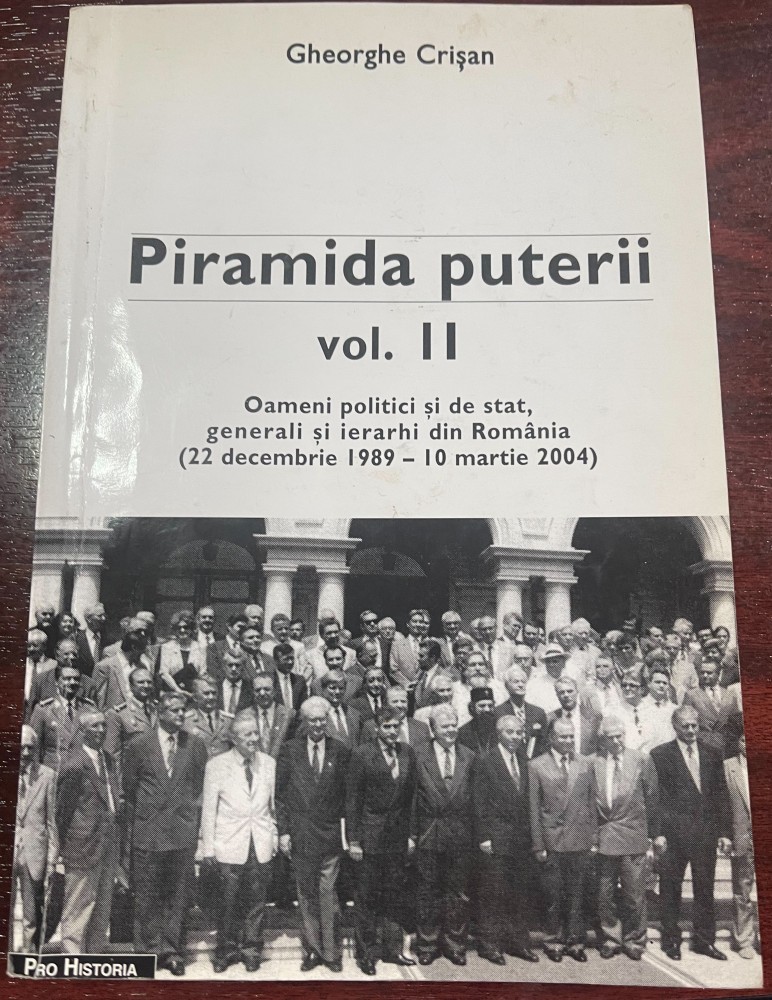 Gheorghe Crișan
Piramida puterii
vol. II
Oameni politici și de stat,
generali și ierarhi din România
(22 decembrie 1989 – 10 martie 2004)
PRO HISTORIA